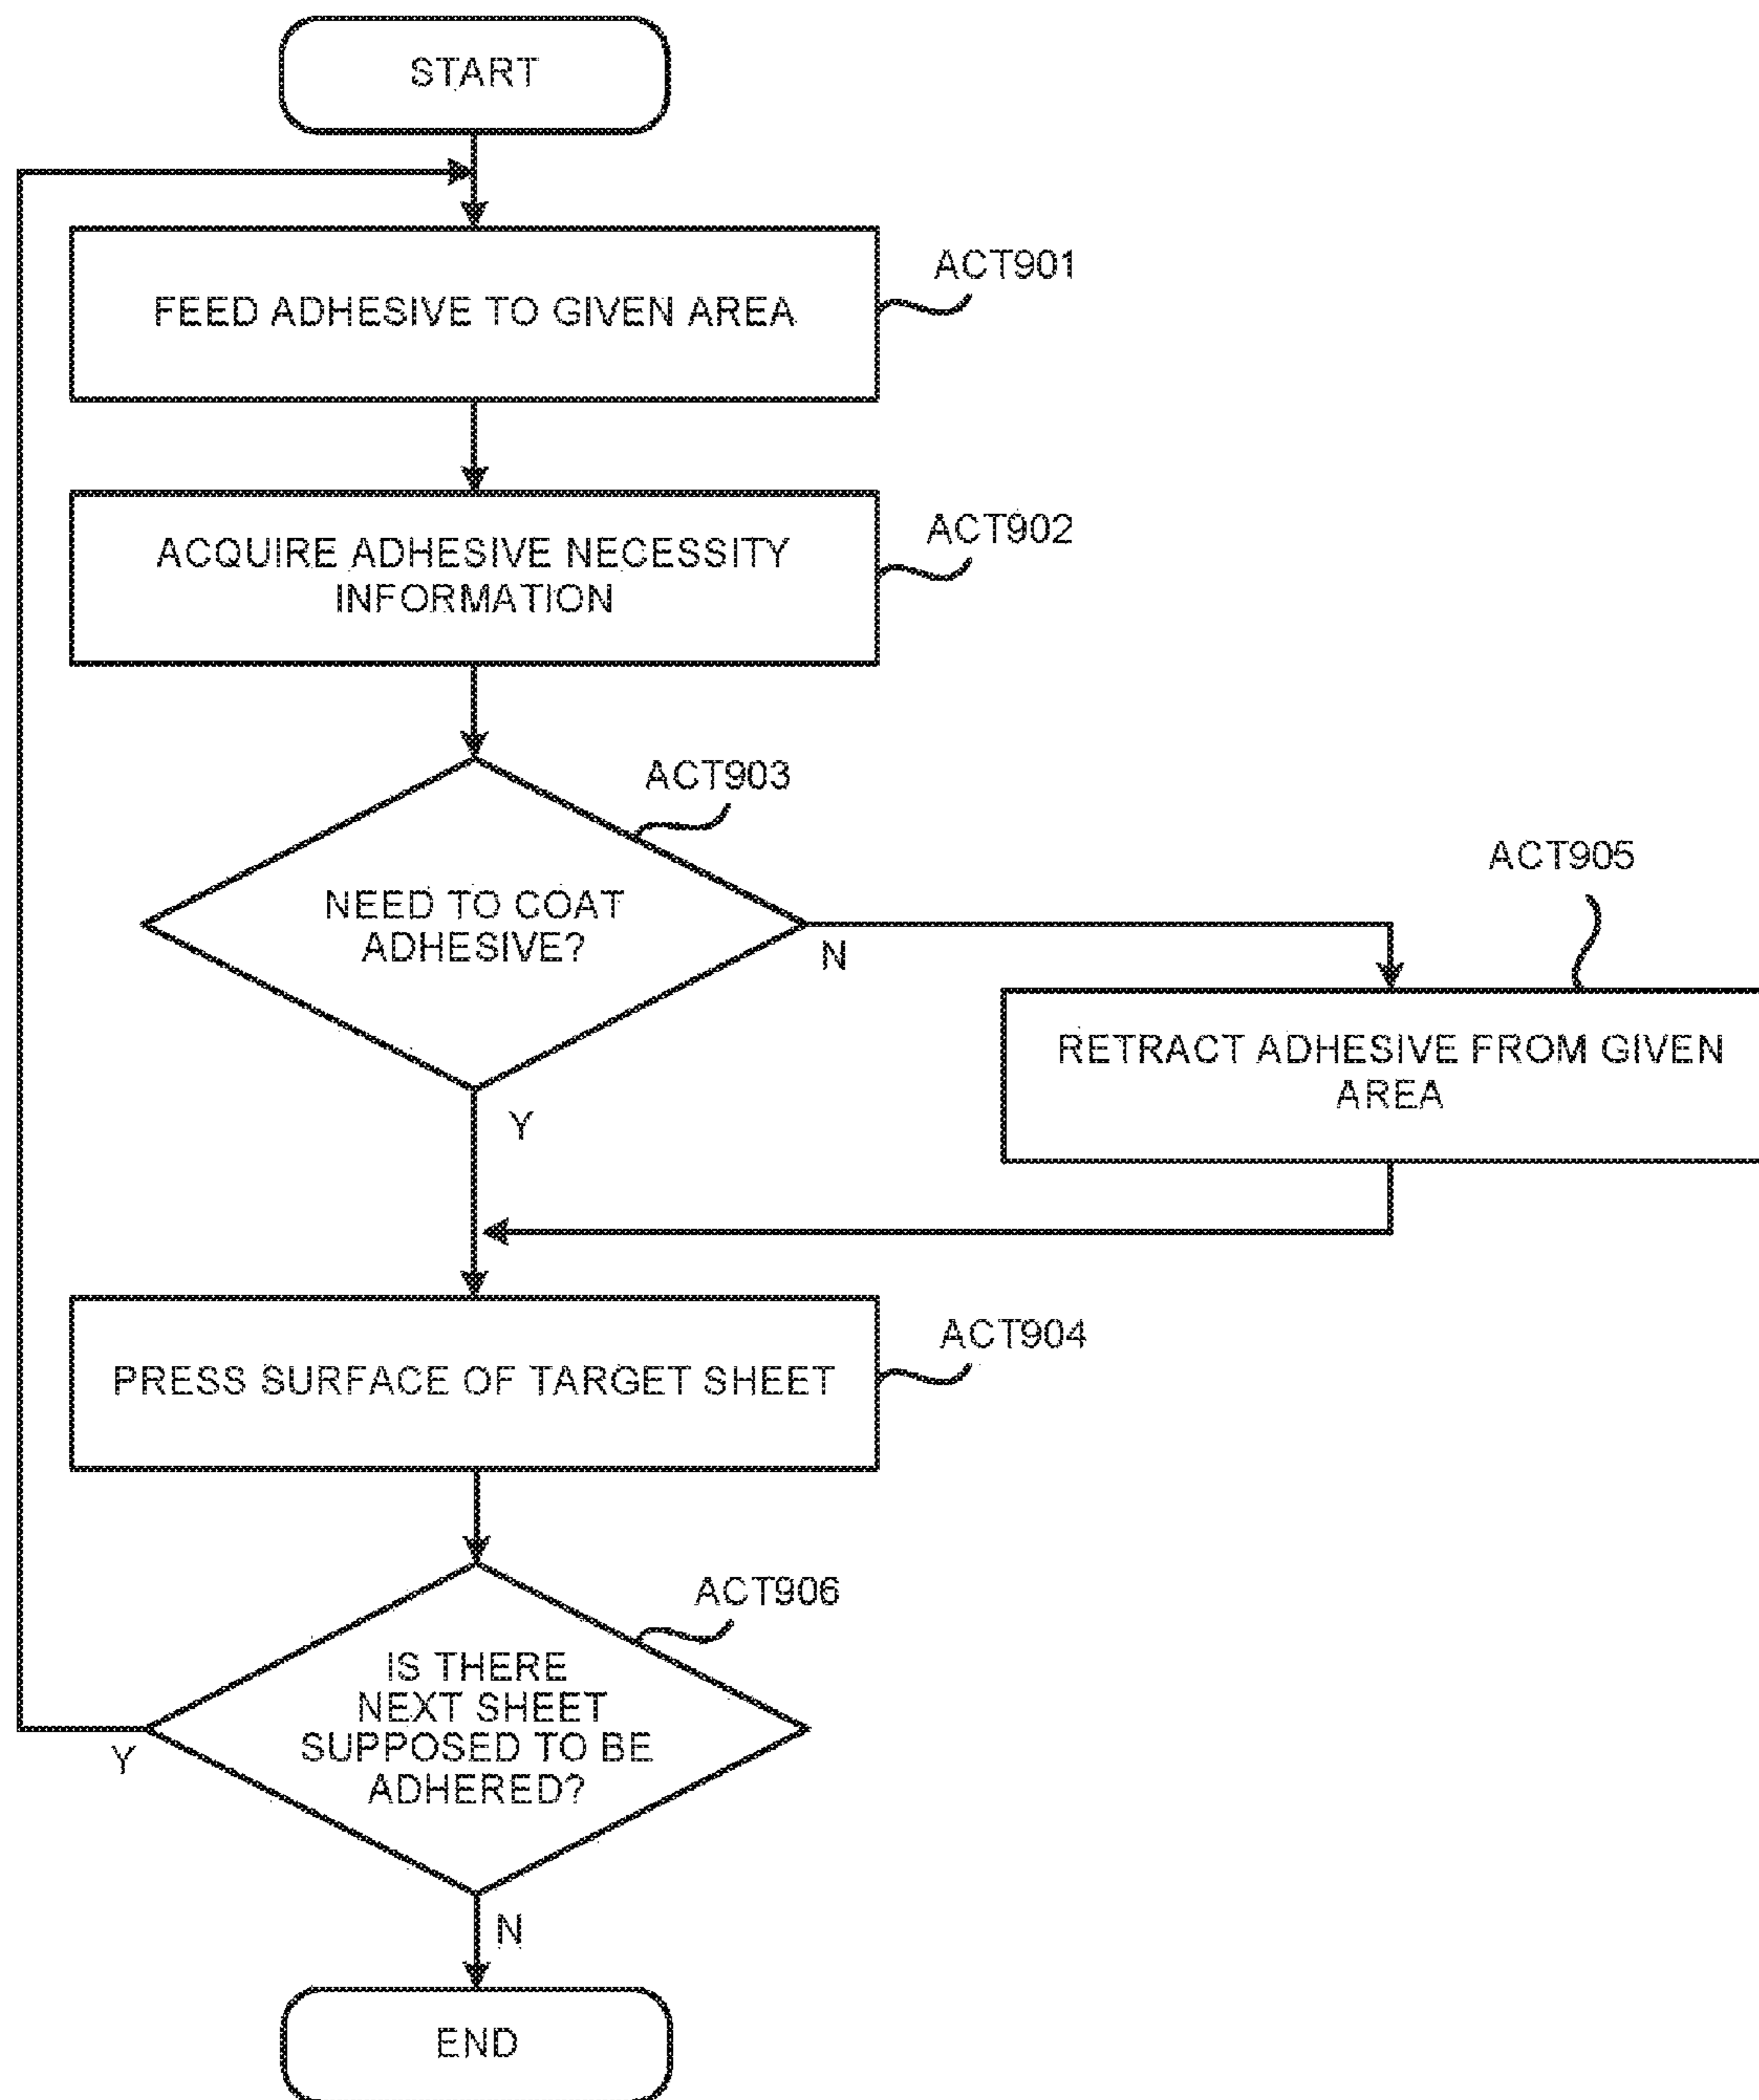 START
FEED ADHESIVE TO GIVEN AREA
ACT901
ACQUIRE ADHESIVE NECESSITY
INFORMATION
ACT902
ACT903
NEED TO COAT
ADHESIVE?
N
Y
ACT905
RETRACT ADHESIVE FROM GIVEN
AREA
PRESS SURFACE OF TARGET SHEET
ACT904
ACT906
IS THERE
NEXT SHEET
SUPPOSED TO BE
ADHERED?
Y
N
END